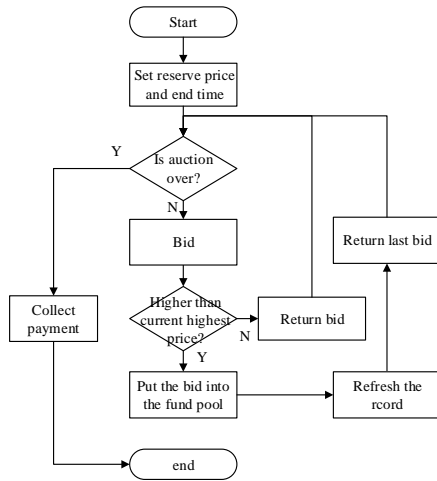 Start
Set reserve price
and end time
Y
Is auction
over?
N
Bid
Return last bid
Collect
payment
Higher than
current highest
price?
N
Return bid
Y
Put the bid into
the fund pool
Refresh the
rcord
end